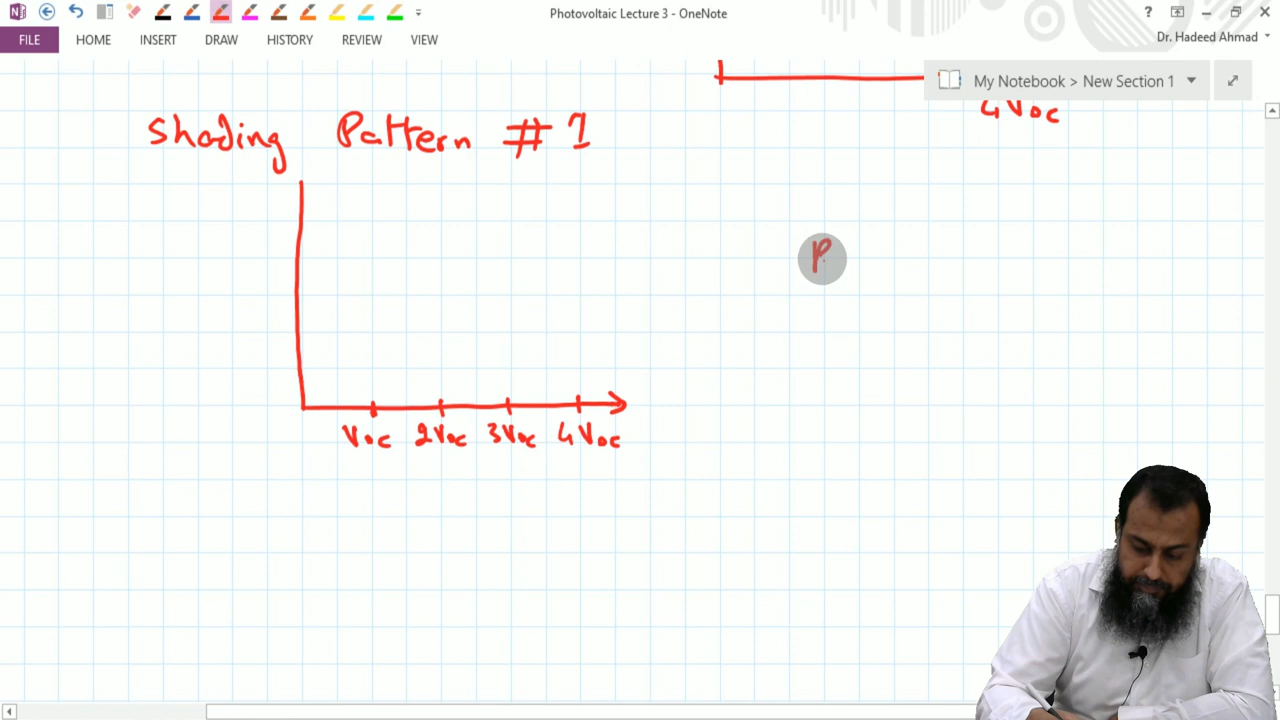 Photovoltaic Lecture 3 - OneNote
?
Dr. Hadeed Ahmad
FILE HOME INSERT DRAW HISTORY REVIEW VIEW
My Notebook > New Section 1
4Voc
Shading Pattern # 1
P
Voc 2Voc 3Voc 4Voc